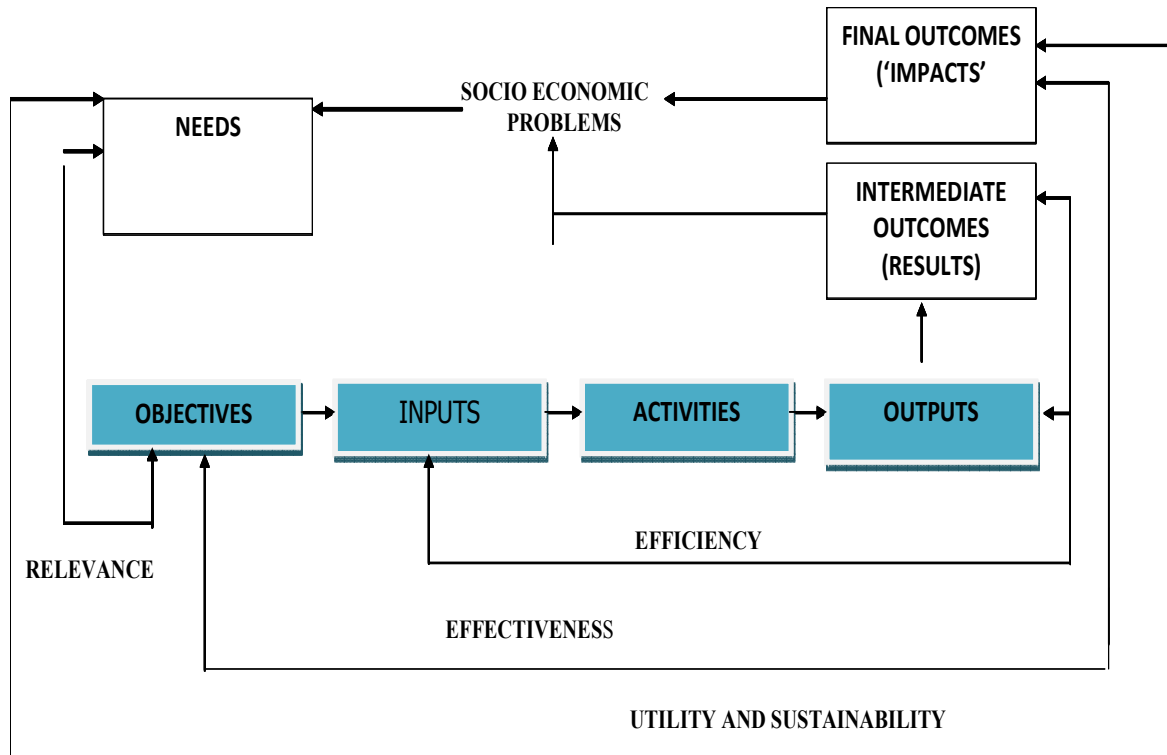 FINAL OUTCOMES
(‘IMPACTS’
SOCIO ECONOMIC
PROBLEMS
NEEDS
INTERMEDIATE
OUTCOMES
(RESULTS)
OBJECTIVES
INPUTS
ACTIVITIES
OUTPUTS
EFFICIENCY
RELEVANCE
EFFECTIVENESS
UTILITY AND SUSTAINABILITY